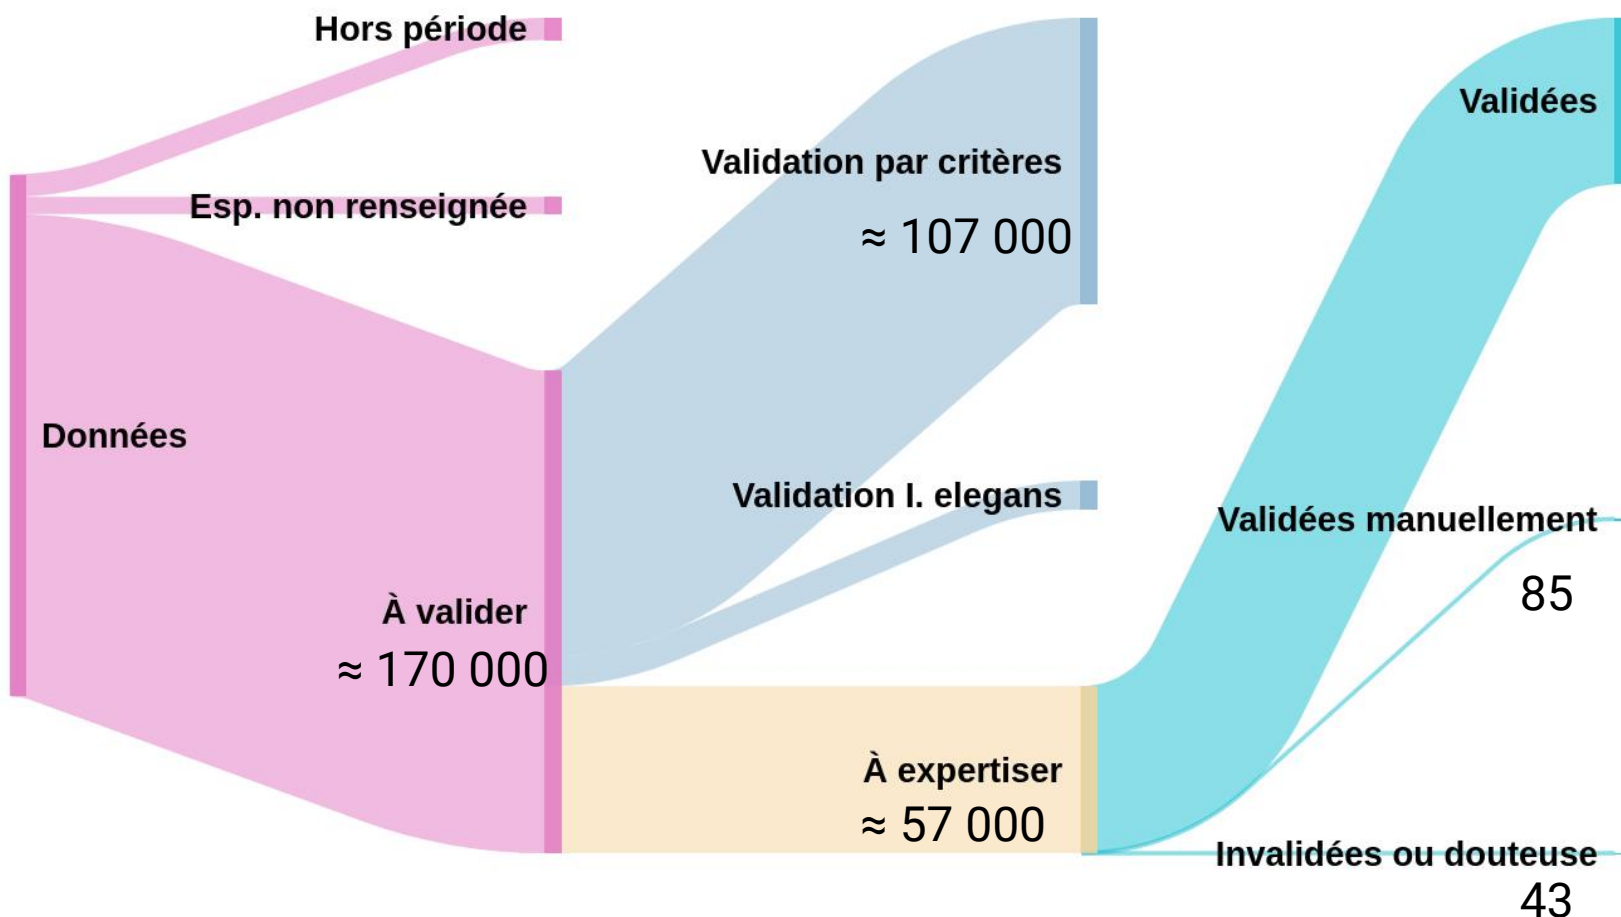 Hors période
Validées
Validation par critères
≈ 107 000
Esp. non renseignée
Données
Validation I. elegans
Validées manuellement
85
À valider
≈ 170 000
À expertiser
≈ 57 000
Invalidées ou douteuse
43